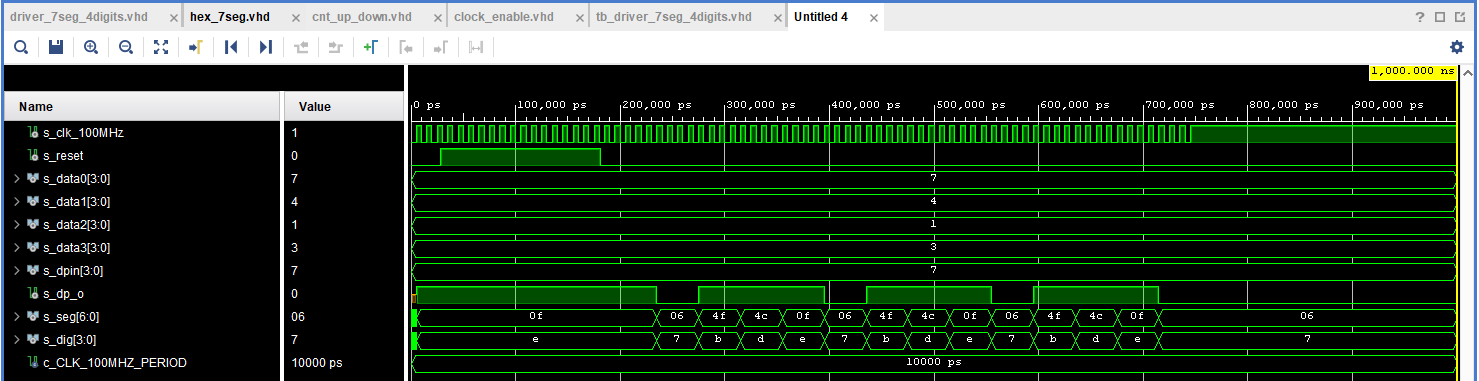 driver_7seg_4digits.vhd × hex_7seg.vhd × cnt_up_down.vhd × clock_enable.vhd × tb_driver_7seg_4digits.vhd × Untitled 4 ×
1,000.000 ns
Name Value 0 ps 100,000 ps 200,000 ps 300,000 ps 400,000 ps 500,000 ps 600,000 ps 700,000 ps 800,000 ps 900,000 ps
s_clk_100MHz 1
s_reset 0
s_data0[3:0] 7 7
s_data1[3:0] 4 4
s_data2[3:0] 1 1
s_data3[3:0] 3 3
s_dpin[3:0] 7 7
s_dp_o 0
s_seg[6:0] 06 0f 06 4f 4c 0f 06 4f 4c 0f 06 4f 4c 0f 06
s_dig[3:0] 7 e 7 b d e 7 b d e 7 b d e 7
c_CLK_100MHZ_PERIOD 10000 ps 10000 ps